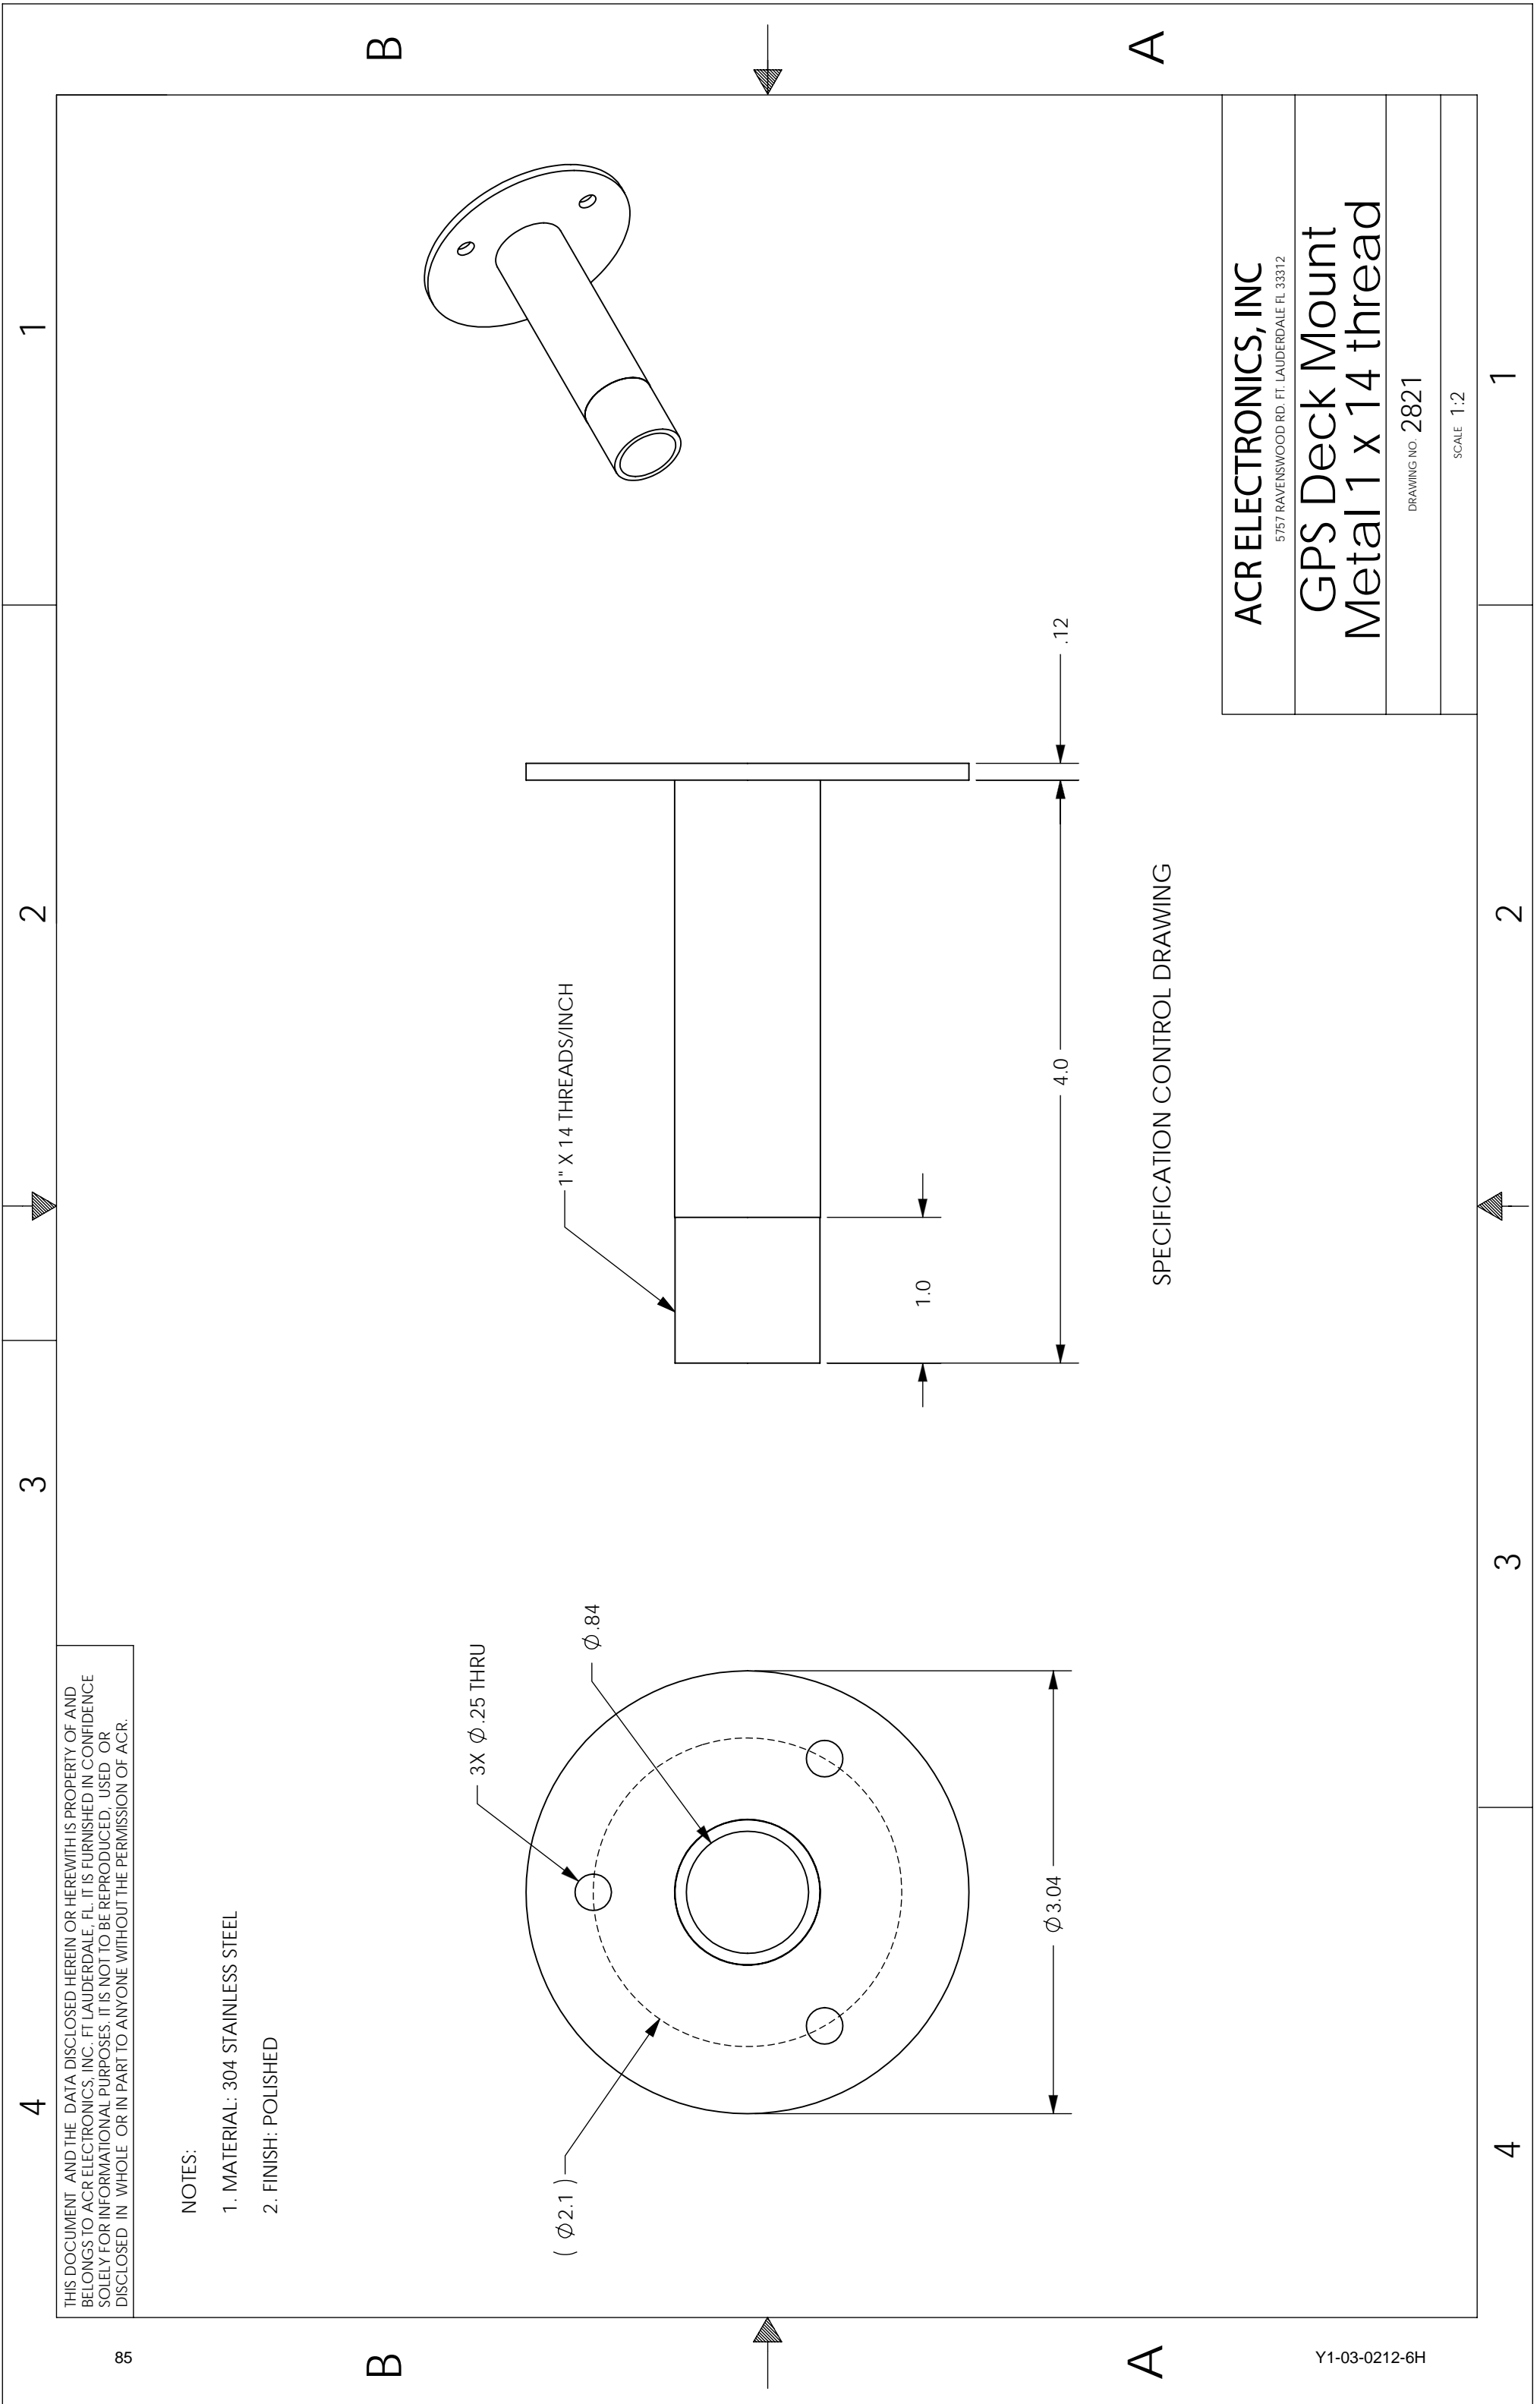 4
3
2
1
THIS DOCUMENT AND THE DATA DISCLOSED HEREIN OR HEREWITH IS PROPERTY OF AND
BELONGS TO ACR ELECTRONICS, INC. FT LAUDERDALE, FL. IT IS FURNISHED IN CONFIDENCE
SOLELY FOR INFORMATIONAL PURPOSES. IT IS NOT TO BE REPRODUCED, USED OR
DISCLOSED IN WHOLE OR IN PART TO ANYONE WITHOUT THE PERMISSION OF ACR.
NOTES:
1. MATERIAL: 304 STAINLESS STEEL
2. FINISH: POLISHED
B
B
3X Ø.25 THRU
Ø.84
( Ø2.1 )
Ø3.04
1" X 14 THREADS/INCH
1.0
4.0
.12
SPECIFICATION CONTROL DRAWING
A
A
ACR ELECTRONICS, INC
5757 RAVENSWOOD RD. FT. LAUDERDALE FL 33312
GPS Deck Mount
Metal 1 x 14 thread
DRAWING NO. 2821
SCALE 1:2
4
3
2
1
85
Y1-03-0212-6H